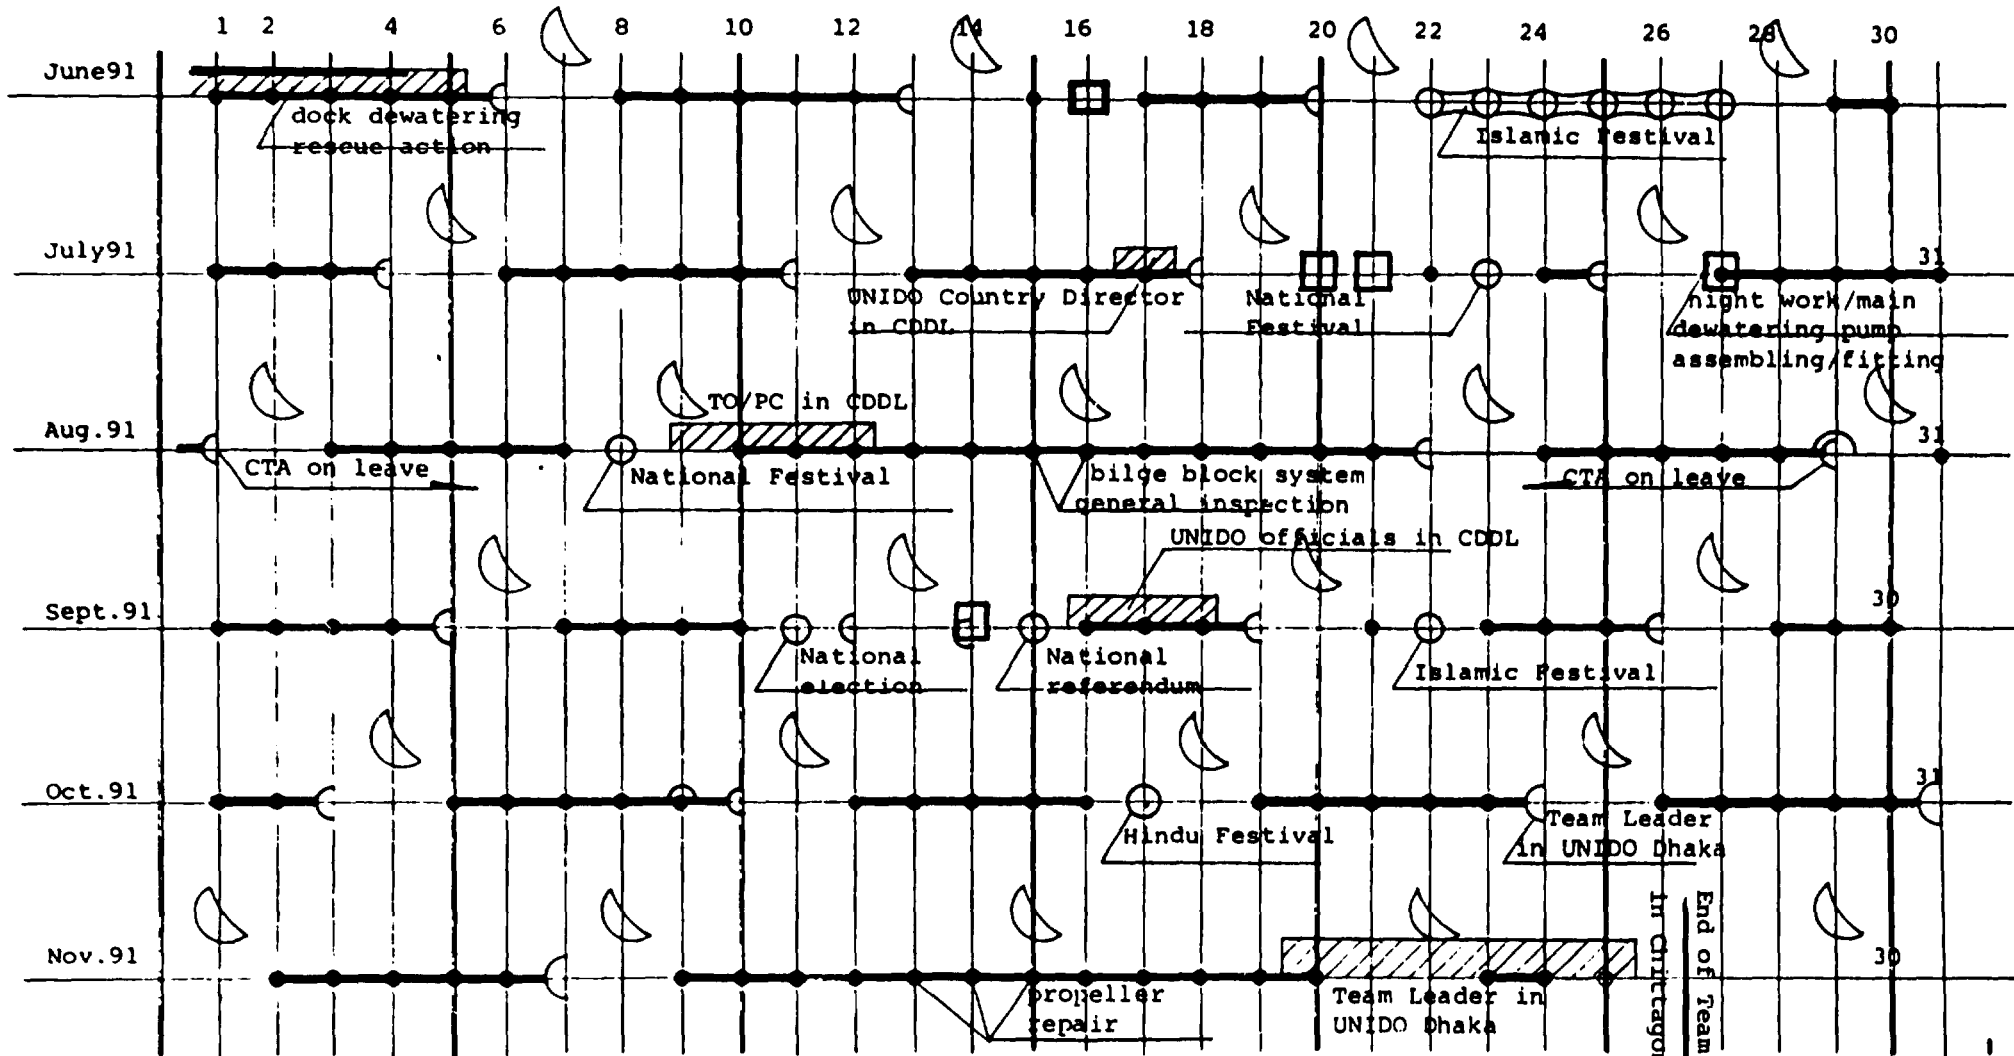 1 2 4 6 8 10 12 14 16 18 20 22 24 26 28 30
June91
dock dewatering
rescue action
Islamic Festival
July91
31
UNIDO Country Director
in CDDL
National
Festival
night work/main
dewatering pump
assembling/fitting
TO/PC in CDDL
Aug.91
31
CTA on leave
National Festival
bilge block system
general inspection
CTA on leave
UNIDO officials in CDDL
Sept.91
30
National
election
National
referendum
Islamic Festival
Oct.91
31
Hindu Festival
Team Leader
in UNIDO Dhaka
End of Team
Nov.91
30
propeller
repair
Team Leader in
UNIDO Dhaka